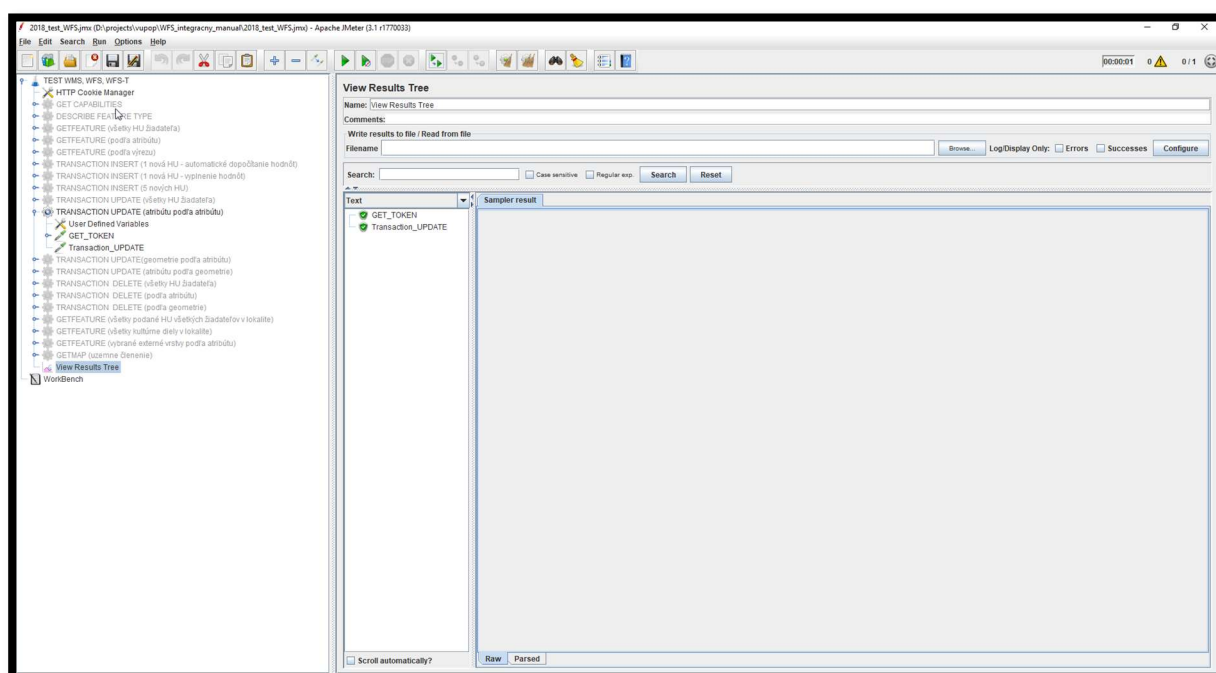 2018_test_WFS.jmx (D:\projects\vupop\WFS_integracny_manual\2018_test_WFS.jmx) - Apache JMeter (3.1 r1770033)
File Edit Search Run Options Help
00:00:01 0 0 / 1
TEST WMS, WFS, WFS-T
HTTP Cookie Manager
GET CAPABILITIES
DESCRIBE FEATURE TYPE
GETFEATURE (všetky HU žiadateľa)
GETFEATURE (podľa atribútu)
GETFEATURE (podľa výrezu)
TRANSACTION INSERT (1 nová HU - automatické dopočítanie hodnôt)
TRANSACTION INSERT (1 nová HU - vyplnenie hodnôt)
TRANSACTION INSERT (5 nových HU)
TRANSACTION UPDATE (všetky HU žiadateľa)
TRANSACTION UPDATE (atribútu podľa atribútu)
User Defined Variables
GET_TOKEN
Transaction_UPDATE
TRANSACTION UPDATE(geometrie podľa atribútu)
TRANSACTION UPDATE (atribútu podľa geometrie)
TRANSACTION DELETE (všetky HU žiadateľa)
TRANSACTION DELETE (podľa atribútu)
TRANSACTION DELETE (podľa geometrie)
GETFEATURE (všetky podané HU všetkých žiadateľov v lokalite)
GETFEATURE (všetky kultúrne diely v lokalite)
GETFEATURE (vybrané externé vrstvy podľa atribútu)
GETMAP (uzemne členenie)
View Results Tree
WorkBench
View Results Tree
Name: View Results Tree
Comments:
Write results to file / Read from file
Filename Browse... Log/Display Only: Errors Successes Configure
Search: Case sensitive Regular exp. Search Reset
Text Sampler result
GET_TOKEN
Transaction_UPDATE
Scroll automatically? Raw Parsed